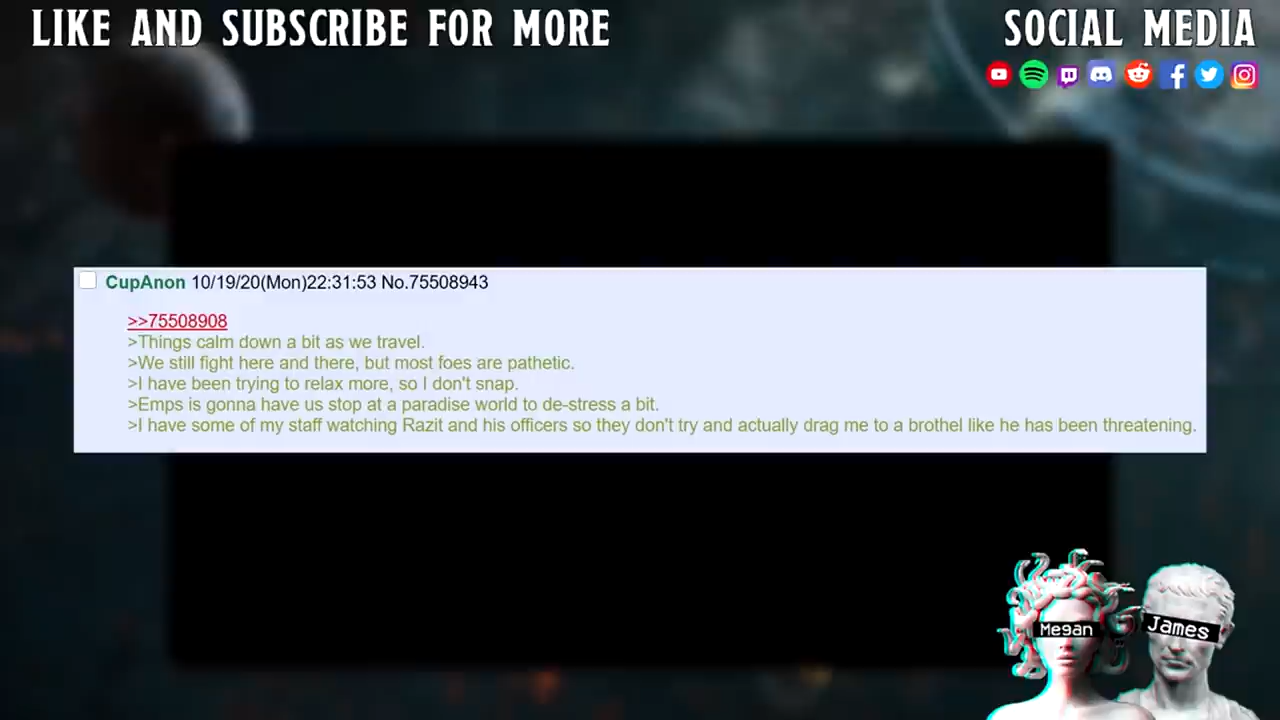 LIKE AND SUBSCRIBE FOR MORE
SOCIAL MEDIA
CupAnon 10/19/20(Mon)22:31:53 No.75508943
>>75508908
>Things calm down a bit as we travel.
>We still fight here and there, but most foes are pathetic.
>I have been trying to relax more, so I don't snap.
>Emps is gonna have us stop at a paradise world to de-stress a bit.
>I have some of my staff watching Razit and his officers so they don't try and actually drag me to a brothel like he has been threatening.
Megan
James